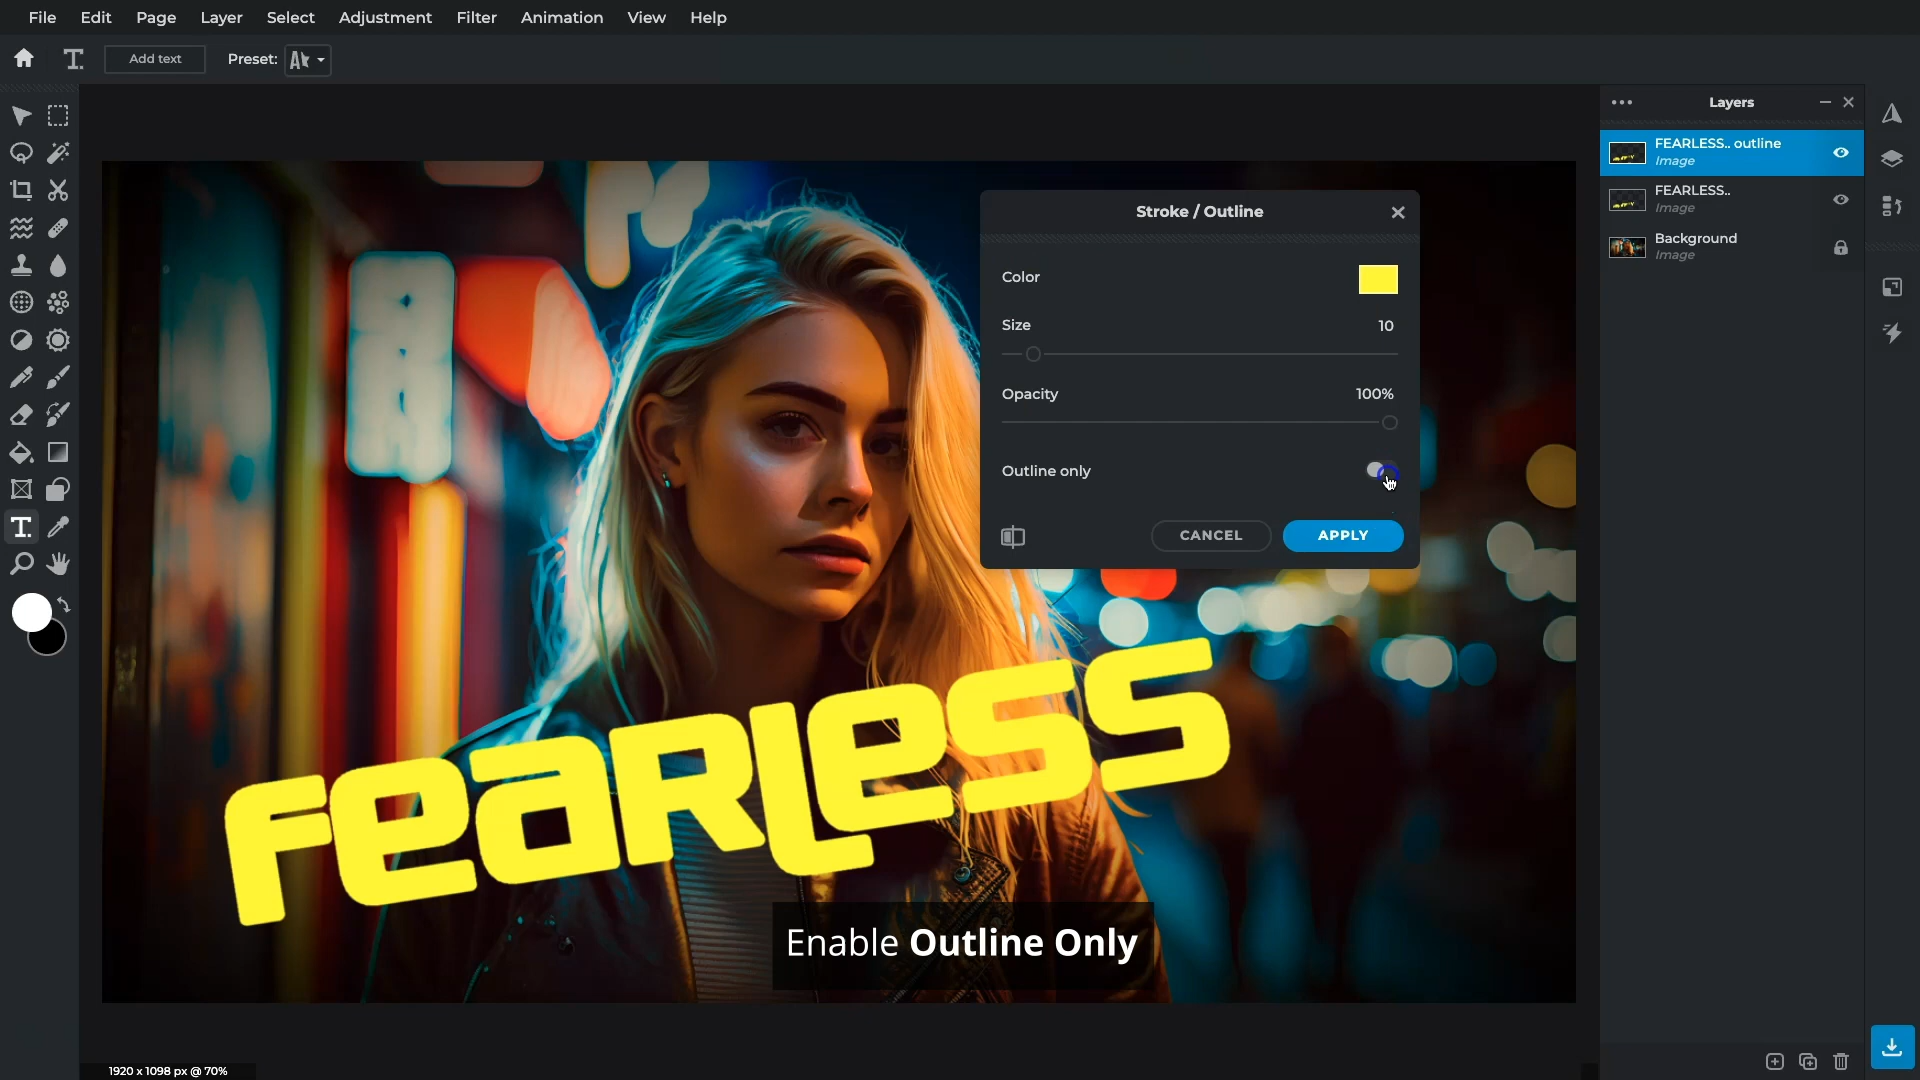 File Edit Page Layer Select Adjustment Filter Animation View Help
Add text Preset:
Layers
FEARLESS.. outline
Image
FEARLESS..
Image
Background
Image
Stroke / Outline
Color
Size 10
Opacity 100%
Outline only
CANCEL APPLY
FEARLESS
Enable Outline Only
1920 x 1098 px @ 70%